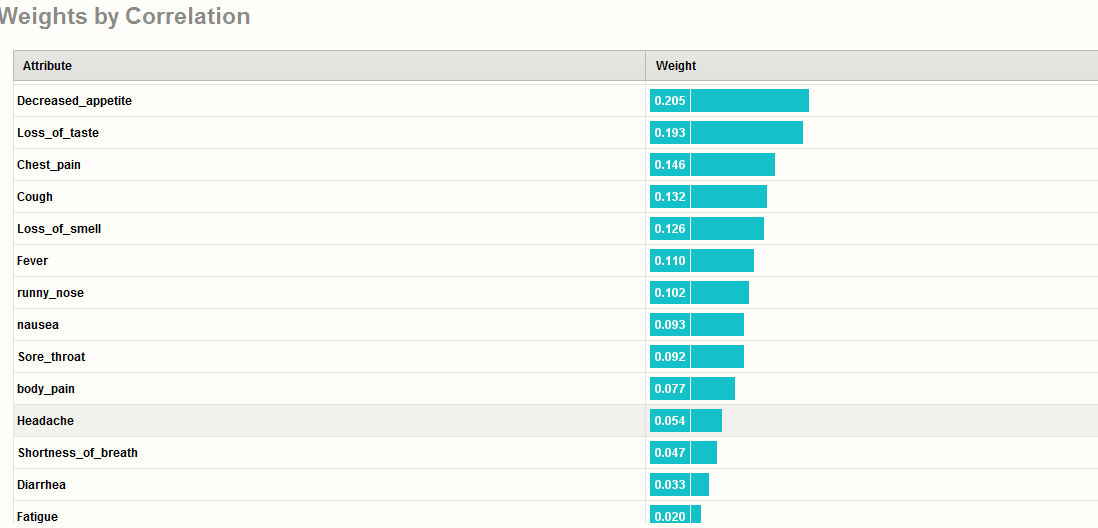 Weights by Correlation
Attribute Weight
Decreased_appetite 0.205
Loss_of_taste 0.193
Chest_pain 0.146
Cough 0.132
Loss_of_smell 0.126
Fever 0.110
runny_nose 0.102
nausea 0.093
Sore_throat 0.092
body_pain 0.077
Headache 0.054
Shortness_of_breath 0.047
Diarrhea 0.033
Fatigue 0.020